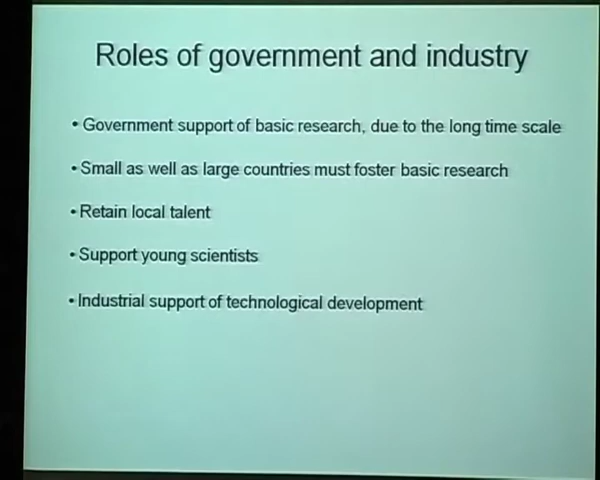 Roles of government and industry
• Government support of basic research, due to the long time scale
• Small as well as large countries must foster basic research
• Retain local talent
• Support young scientists
• Industrial support of technological development